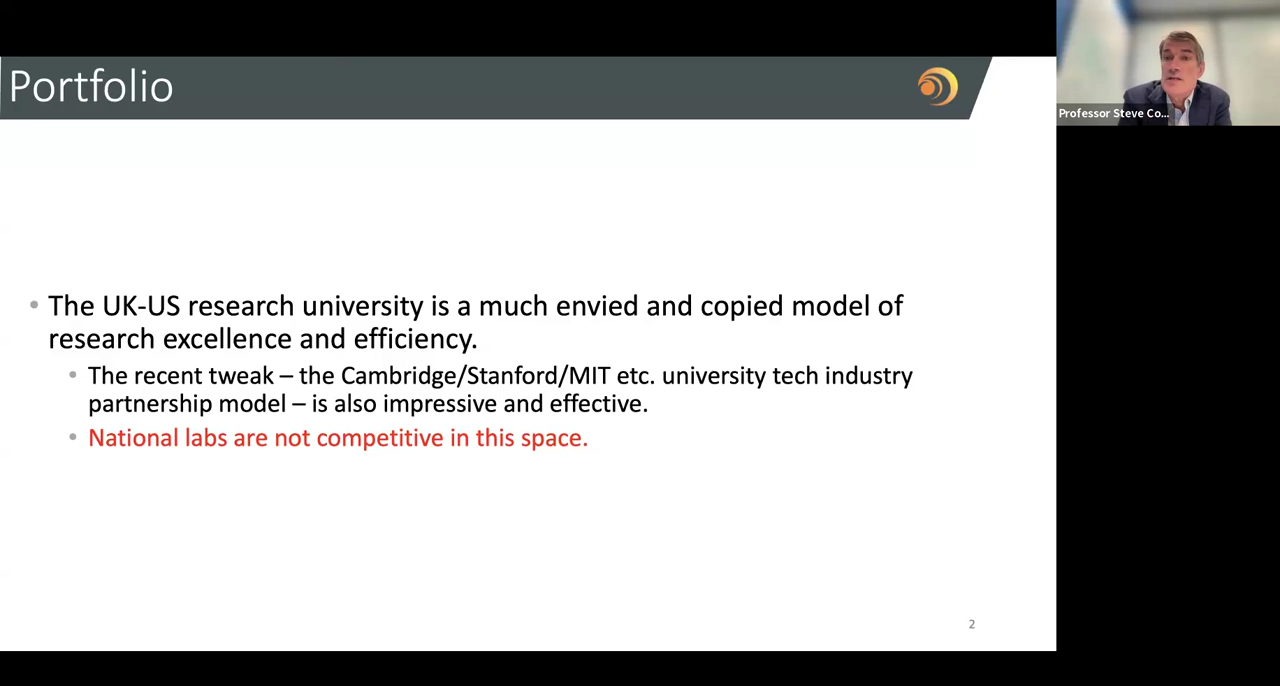 Portfolio
Professor Steve Co...
The UK-US research university is a much envied and copied model of
research excellence and efficiency.
The recent tweak – the Cambridge/Stanford/MIT etc. university tech industry
partnership model – is also impressive and effective.
National labs are not competitive in this space.
2